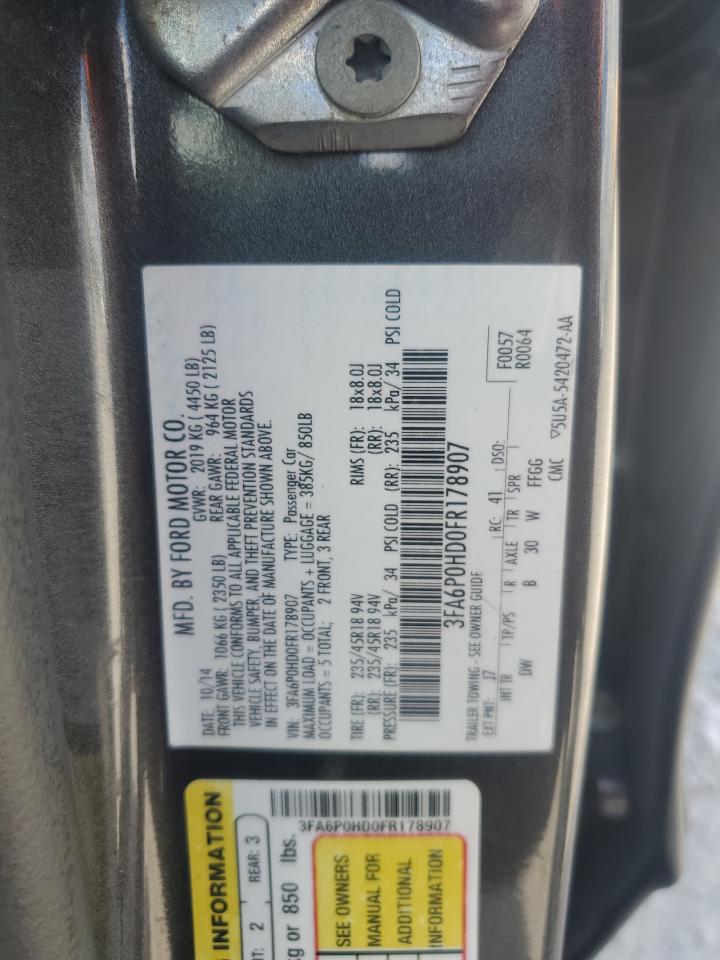 MFD. BY FORD MOTOR CO.
DATE: 10/14 GVWR: 2019 KG ( 4450 LB)
FRONT GAWR: 1066 KG ( 2350 LB) REAR GAWR: 964 KG ( 2125 LB)
THIS VEHICLE CONFORMS TO ALL APPLICABLE FEDERAL MOTOR
VEHICLE SAFETY, BUMPER, AND THEFT PREVENTION STANDARDS
IN EFFECT ON THE DATE OF MANUFACTURE SHOWN ABOVE.
VIN: 3FA6P0HD0FR178907 TYPE: Passenger Car
MAXIMUM LOAD = OCCUPANTS + LUGGAGE = 385KG/ 850LB
OCCUPANTS = 5 TOTAL; 2 FRONT, 3 REAR
TIRE (FR): 235/45R18 94V RIMS (FR): 18x8.0J
(RR): 235/45R18 94V (RR): 18x8.0J
PRESSURE (FR): 235 kPa/ 34 PSI COLD (RR): 235 kPa/ 34 PSI COLD
3FA6P0HD0FR178907
TRAILER TOWING - SEE OWNER GUIDE
EXT PNT: J7 RC: 41 DSO: F0057
R0064
INT TR TP/PS R AXLE TR SPR
DW B 30 W FFGG
CMC ▽5U5A-5420472-AA
INFORMATION
2 REAR: 3
3FA6P0HD0FR178907
kg or 850 lbs.
SEE OWNERS
MANUAL FOR
ADDITIONAL
INFORMATION